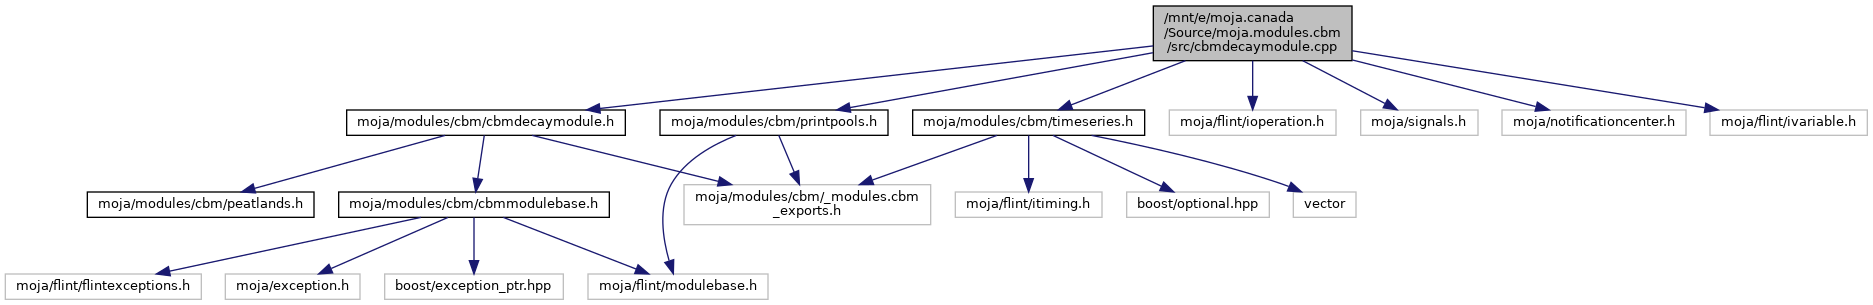 /mnt/e/moja.canada
/Source/moja.modules.cbm
/src/cbmdecaymodule.cpp
moja/modules/cbm/cbmdecaymodule.h
moja/modules/cbm/printpools.h
moja/modules/cbm/timeseries.h
moja/flint/ioperation.h
moja/signals.h
moja/notificationcenter.h
moja/flint/ivariable.h
moja/modules/cbm/peatlands.h
moja/modules/cbm/cbmmodulebase.h
moja/modules/cbm/_modules.cbm
_exports.h
moja/flint/itiming.h
boost/optional.hpp
vector
moja/flint/flintexceptions.h
moja/exception.h
boost/exception_ptr.hpp
moja/flint/modulebase.h